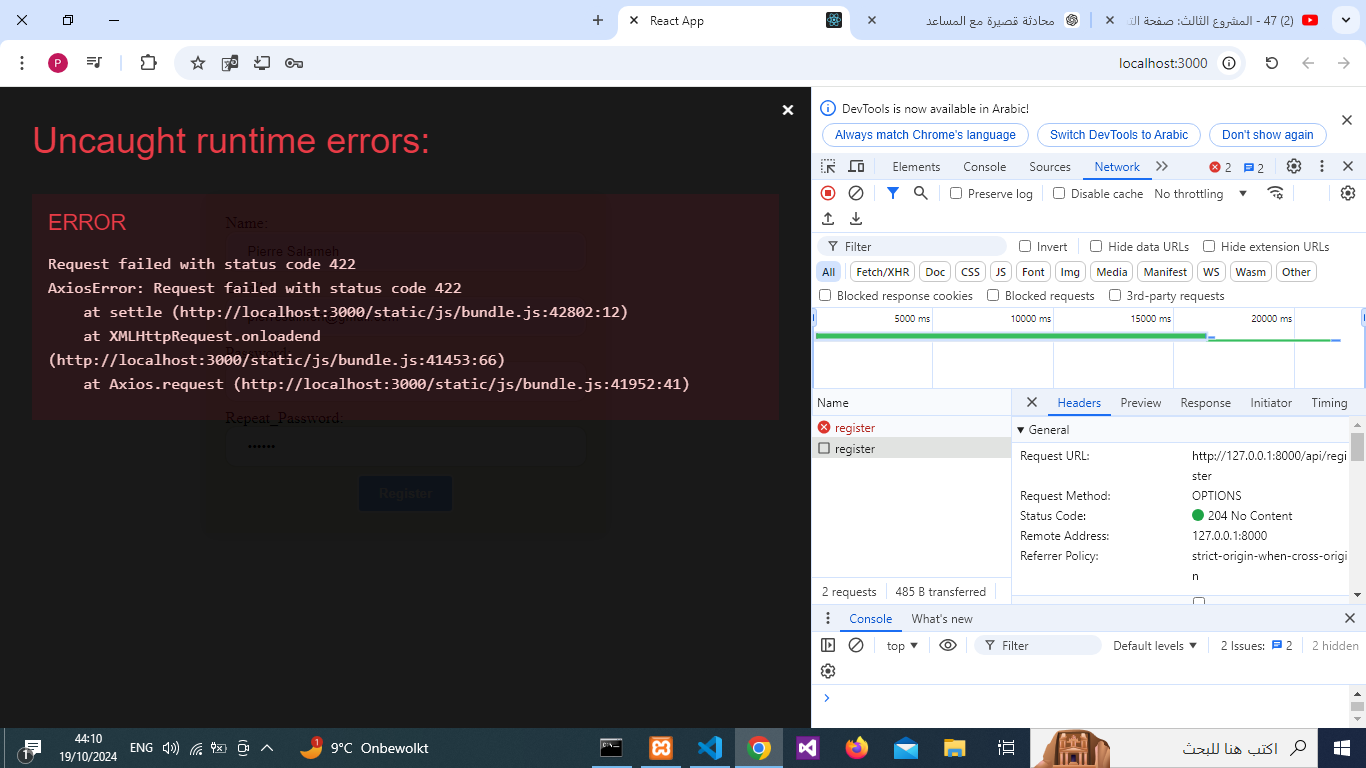 React App
محادثة قصيرة مع المساعد
(2) 47 - المشروع الثالث: صفحة
P
localhost:3000
Uncaught runtime errors:
ERROR
Request failed with status code 422
AxiosError: Request failed with status code 422
at settle (http://localhost:3000/static/js/bundle.js:42802:12)
at XMLHttpRequest.onloadend
(http://localhost:3000/static/js/bundle.js:41453:66)
at Axios.request (http://localhost:3000/static/js/bundle.js:41952:41)
Name:
Pierre Salameh
Repeat_Password:
••••••
Register
DevTools is now available in Arabic!
Always match Chrome's language
Switch DevTools to Arabic
Don't show again
Elements
Console
Sources
Network
2
2
Preserve log
Disable cache
No throttling
Filter
Invert
Hide data URLs
Hide extension URLs
All
Fetch/XHR
Doc
CSS
JS
Font
Img
Media
Manifest
WS
Wasm
Other
Blocked response cookies
Blocked requests
3rd-party requests
5000 ms
10000 ms
15000 ms
20000 ms
Name
Headers
Preview
Response
Initiator
Timing
register
register
General
Request URL:
http://127.0.0.1:8000/api/regi
ster
Request Method:
OPTIONS
Status Code:
204 No Content
Remote Address:
127.0.0.1:8000
Referrer Policy:
strict-origin-when-cross-origi
n
2 requests
485 B transferred
Console
What's new
top
Filter
Default levels
2 Issues:
2
2 hidden
1
44:10
19/10/2024
ENG
1
9°C Onbewolkt
اكتب هنا للبحث